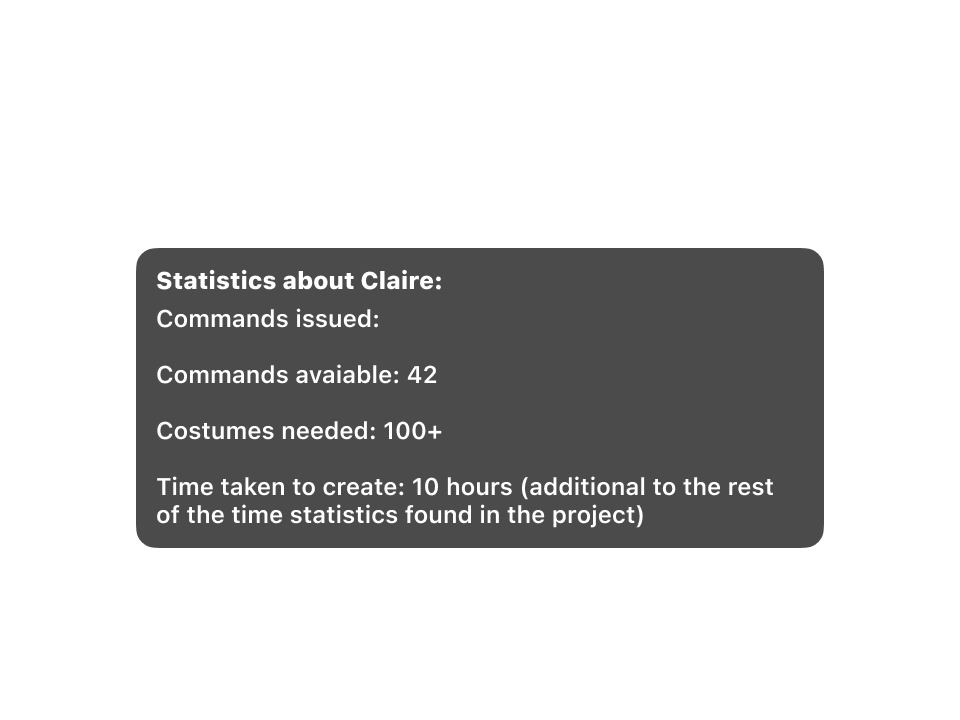 Statistics about Claire:
Commands issued:
Commands avaiable: 42
Costumes needed: 100+
Time taken to create: 10 hours (additional to the rest
of the time statistics found in the project)